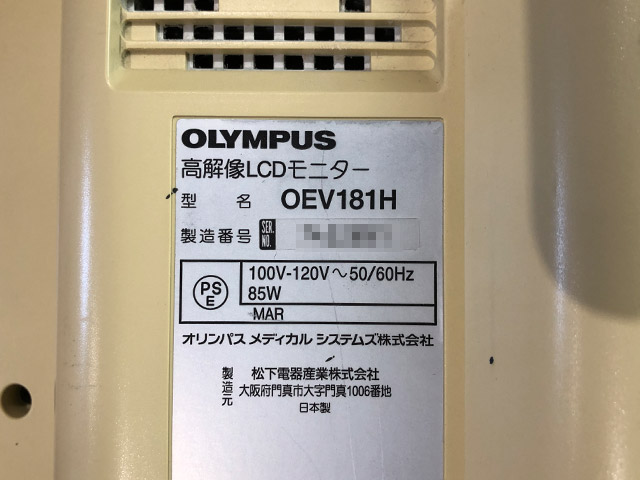 OLYMPUS
高解像LCDモニター
型 名 OEV181H
製造番号 SER. NO.
PS E 100V-120V～50/60Hz
85W
MAR
オリンパス メディカル システムズ株式会社
製造元 松下電器産業株式会社
大阪府門真市大字門真1006番地
日本製